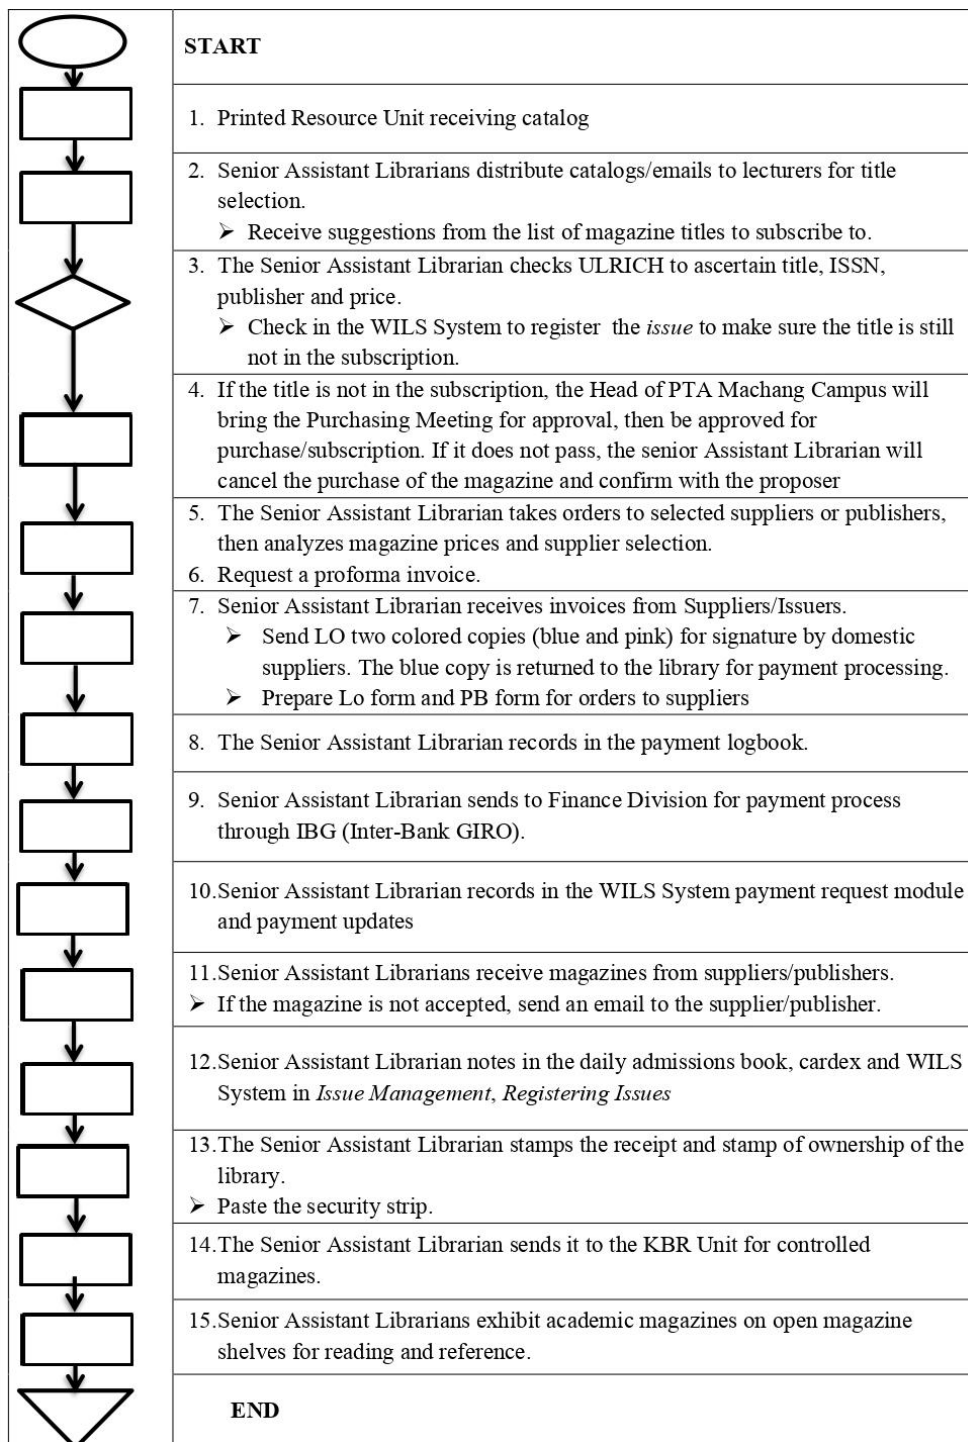 START
1. Printed Resource Unit receiving catalog
2. Senior Assistant Librarians distribute catalogs/emails to lecturers for title
selection.
➢ Receive suggestions from the list of magazine titles to subscribe to.
3. The Senior Assistant Librarian checks ULRICH to ascertain title, ISSN,
publisher and price.
➢ Check in the WILS System to register the issue to make sure the title is still
not in the subscription.
4. If the title is not in the subscription, the Head of PTA Machang Campus will
bring the Purchasing Meeting for approval, then be approved for
purchase/subscription. If it does not pass, the senior Assistant Librarian will
cancel the purchase of the magazine and confirm with the proposer
5. The Senior Assistant Librarian takes orders to selected suppliers or publishers,
then analyzes magazine prices and supplier selection.
6. Request a proforma invoice.
7. Senior Assistant Librarian receives invoices from Suppliers/Issuers.
➢ Send LO two colored copies (blue and pink) for signature by domestic
suppliers. The blue copy is returned to the library for payment processing.
➢ Prepare Lo form and PB form for orders to suppliers
8. The Senior Assistant Librarian records in the payment logbook.
9. Senior Assistant Librarian sends to Finance Division for payment process
through IBG (Inter-Bank GIRO).
10.Senior Assistant Librarian records in the WILS System payment request module
and payment updates
11.Senior Assistant Librarians receive magazines from suppliers/publishers.
➢ If the magazine is not accepted, send an email to the supplier/publisher.
12.Senior Assistant Librarian notes in the daily admissions book, cardex and WILS
System in Issue Management, Registering Issues
13.The Senior Assistant Librarian stamps the receipt and stamp of ownership of the
library.
➢ Paste the security strip.
14.The Senior Assistant Librarian sends it to the KBR Unit for controlled
magazines.
15.Senior Assistant Librarians exhibit academic magazines on open magazine
shelves for reading and reference.
END